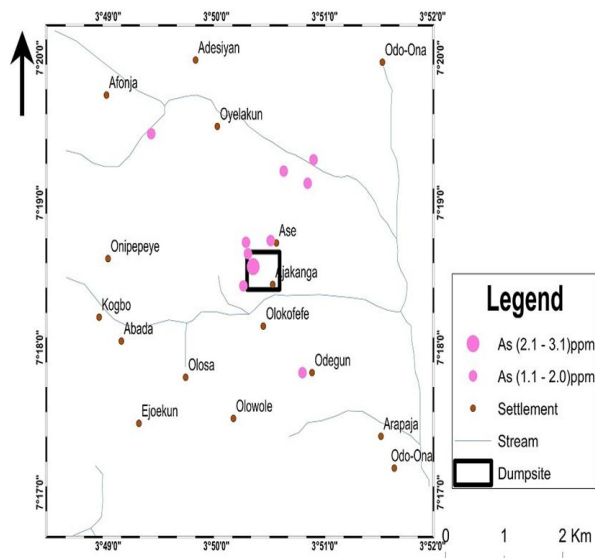 3°49'0" 3°50'0" 3°51'0" 3°52'0"
7°20'0" 7°20'0"
Adesiyan
Odo-Ona
Afonja
Oyelakun
7°19'0" 7°19'0"
Ase
Onipepeye
Ajakanga
Kogbo
Olokofefe
Abada
7°18'0" 7°18'0"
Olosa
Odegun
Ejoekun
Olowole
Arapaja
Odo-Ona
7°17'0" 7°17'0"
3°49'0" 3°50'0" 3°51'0" 3°52'0"
Legend
As (2.1 - 3.1)ppm
As (1.1 - 2.0)ppm
Settlement
Stream
Dumpsite
0 1 2 Km